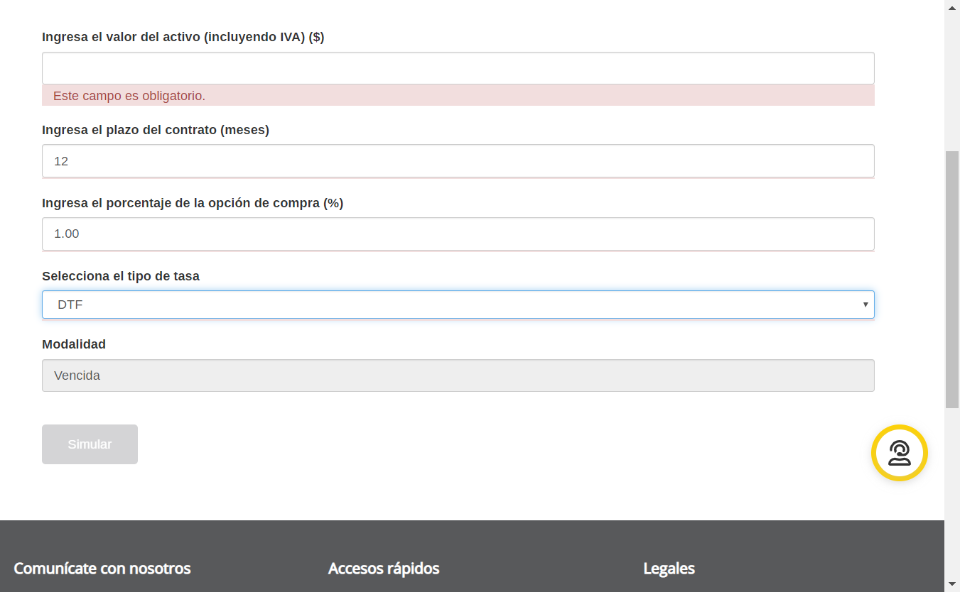 Ingresa el valor del activo (incluyendo IVA) ($)
Este campo es obligatorio.
Ingresa el plazo del contrato (meses)
12
Ingresa el porcentaje de la opción de compra (%)
1.00
Selecciona el tipo de tasa
DTF
Modalidad
Vencida
Simular
Comunícate con nosotros
Accesos rápidos
Legales